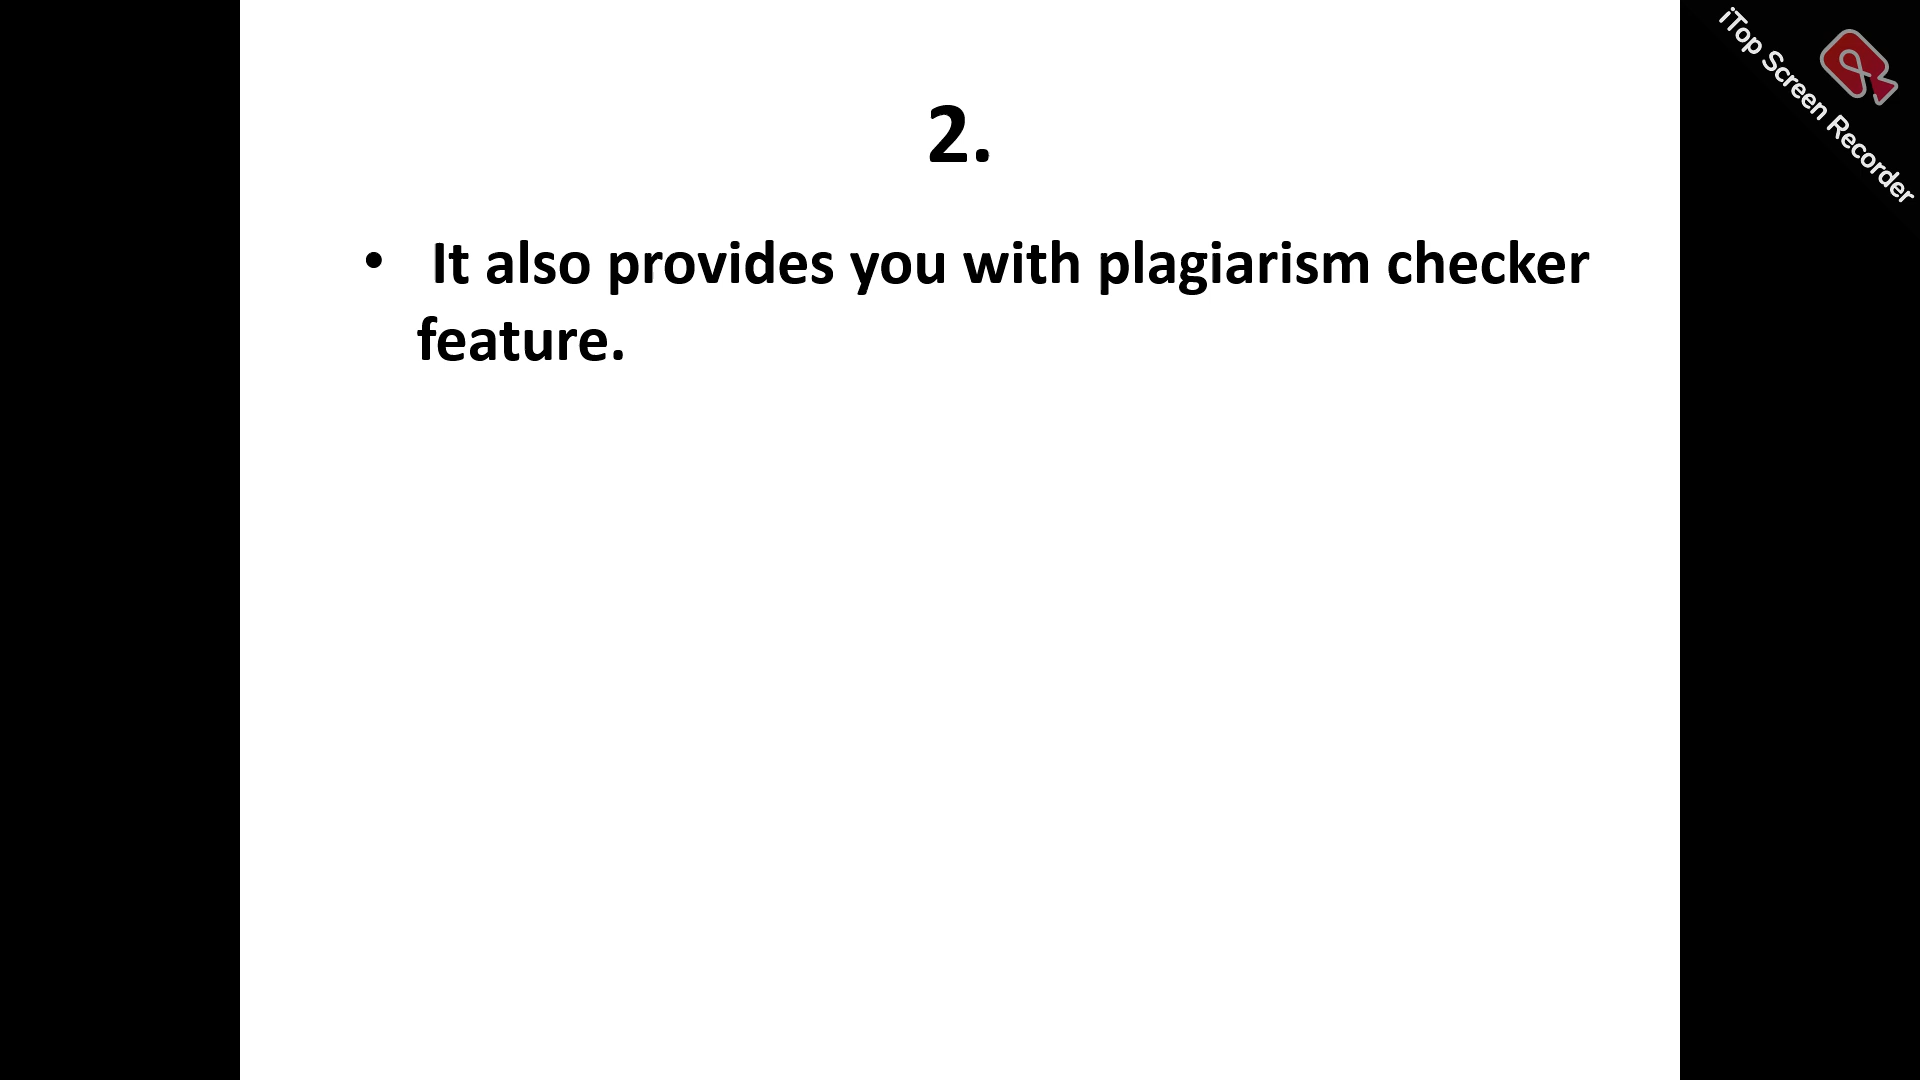 2.
• It also provides you with plagiarism checker
feature.
iTop Screen Recorder